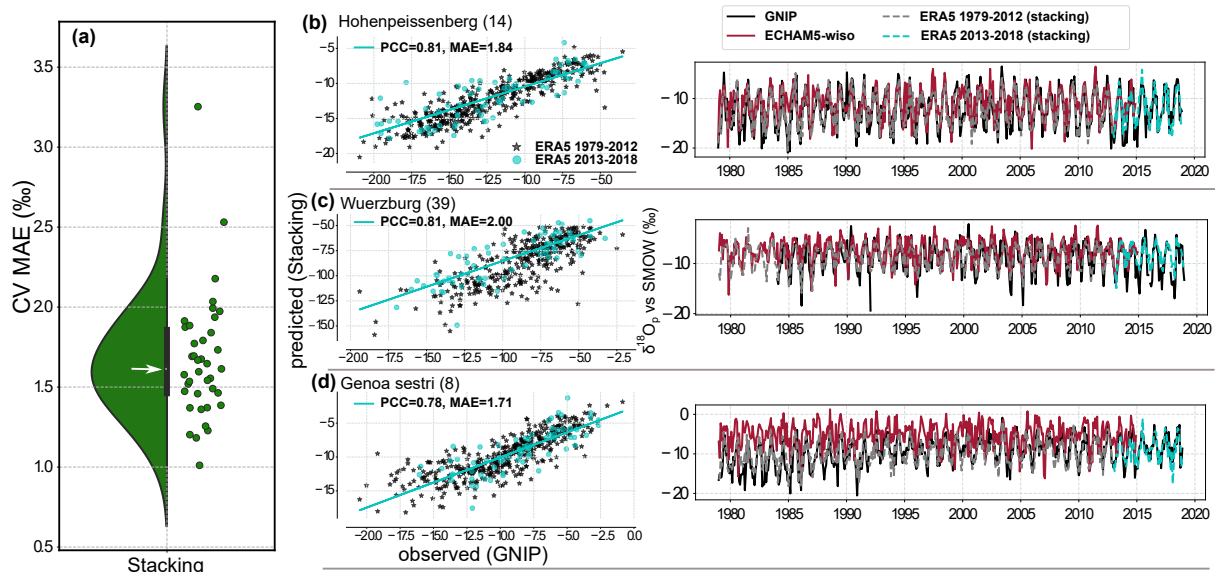 (a)
CV MAE (‰)
3.5
3.0
2.5
2.0
1.5
1.0
0.5
Stacking
predicted (Stacking)
observed (GNIP)
(b) Hohenpeissenberg (14)
PCC=0.81, MAE=1.84
ERA5 1979-2012
ERA5 2013-2018
−5
−10
−15
−20
−20.0 −17.5 −15.0 −12.5 −10.0 −7.5 −5.0
(c) Wuerzburg (39)
PCC=0.81, MAE=2.00
−50
−75
−100
−125
−15.0
−20.0 −17.5 −15.0 −12.5 −10.0 −7.5 −5.0 −2.5
(d) Genoa sestri (8)
PCC=0.78, MAE=1.71
−5
−10
−15
−20.0 −17.5 −15.0 −12.5 −10.0 −7.5 −5.0 −2.5 0.0
GNIP
ECHAM5-wiso
ERA5 1979-2012 (stacking)
ERA5 2013-2018 (stacking)
−10
−20
1980 1985 1990 1995 2000 2005 2010 2015 2020
δ18Op vs SMOW (‰)
−10
−20
1980 1985 1990 1995 2000 2005 2010 2015 2020
0
−10
−20
1980 1985 1990 1995 2000 2005 2010 2015 2020